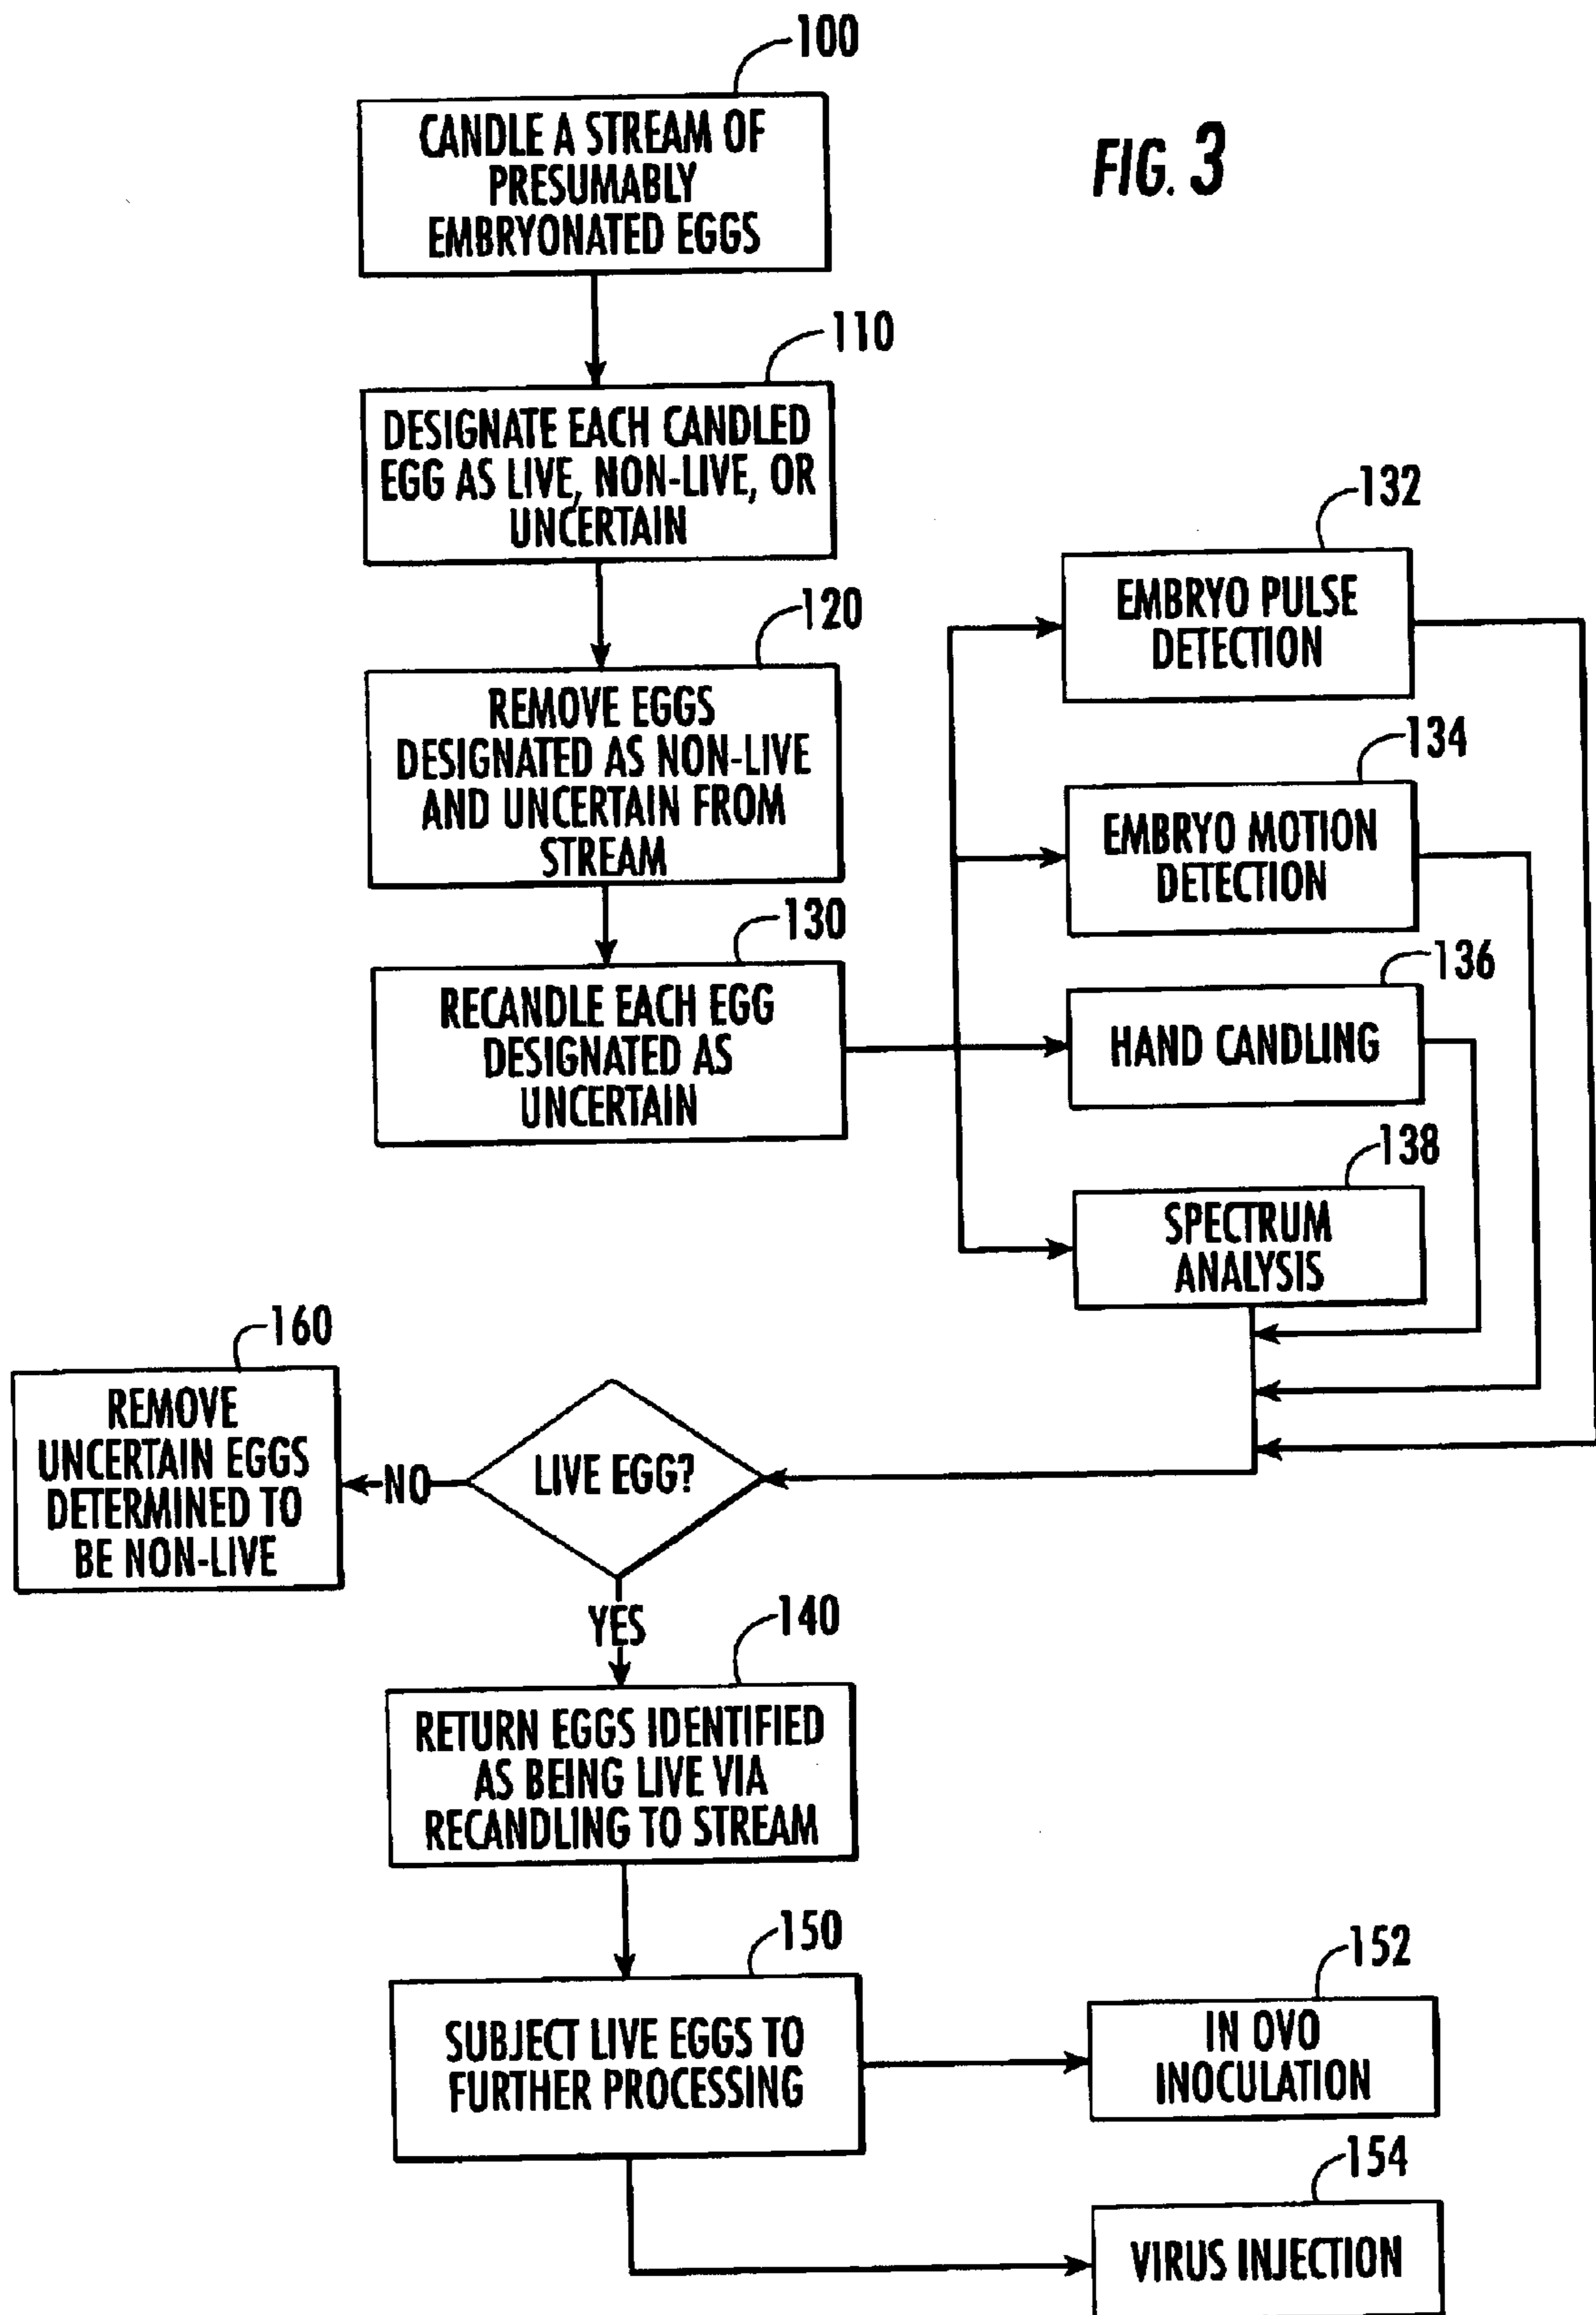 100
CANDLE A STREAM OF
PRESUMABLY
EMBRYONATED EGGS
FIG. 3
110
DESIGNATE EACH CANDLED
EGG AS LIVE, NON-LIVE, OR
UNCERTAIN
120
REMOVE EGGS
DESIGNATED AS NON-LIVE
AND UNCERTAIN FROM
STREAM
130
RECANDLE EACH EGG
DESIGNATED AS
UNCERTAIN
132
EMBRYO PULSE
DETECTION
134
EMBRYO MOTION
DETECTION
136
HAND CANDLING
138
SPECTRUM
ANALYSIS
LIVE EGG?
NO
160
REMOVE
UNCERTAIN EGGS
DETERMINED TO
BE NON-LIVE
YES
140
RETURN EGGS IDENTIFIED
AS BEING LIVE VIA
RECANDLING TO STREAM
150
SUBJECT LIVE EGGS TO
FURTHER PROCESSING
152
IN OVO
INOCULATION
154
VIRUS INJECTION